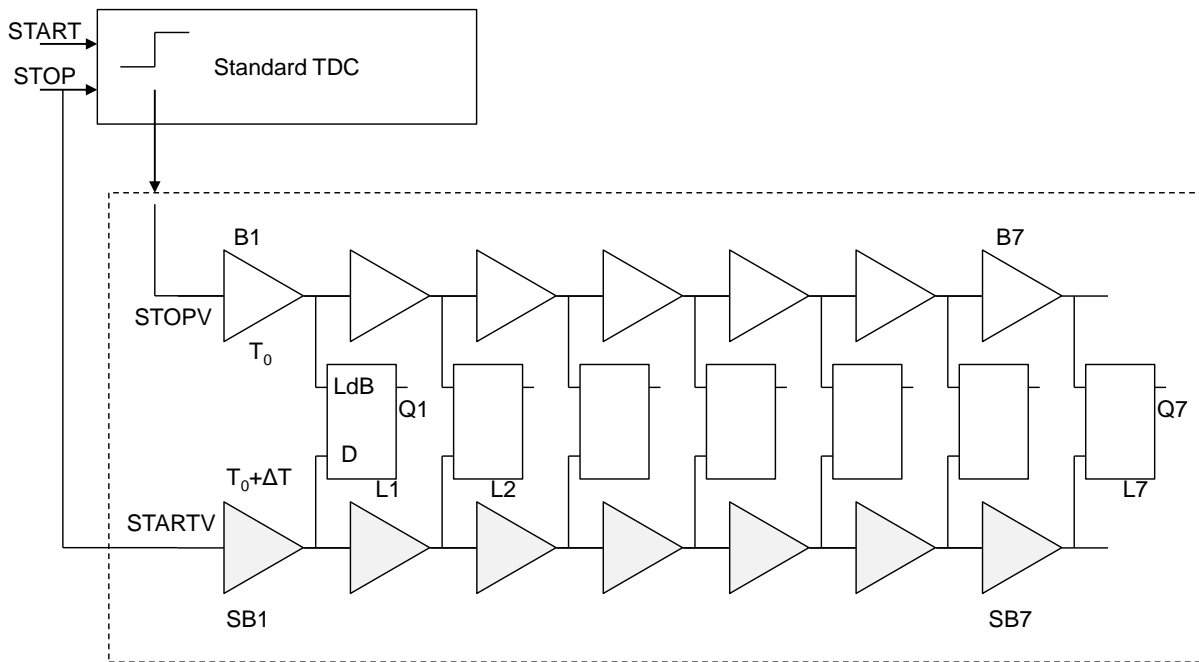 START
STOP
Standard TDC
B1
B7
STOPV
T₀
LdB
Q1
Q7
D
T₀+ΔT
L1
L2
L7
STARTV
SB1
SB7